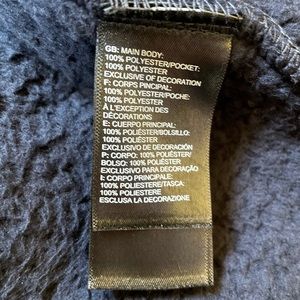 GB: MAIN BODY:
100% POLYESTER/POCKET:
100% POLYESTER
EXCLUSIVE OF DECORATION
F: CORPS PINCIPAL:
100% POLYESTER/POCHE:
100% POLYESTER
À L'EXCEPTION DES
DÉCORATIONS
E: CUERPO PRINCIPAL:
100% POLIÉSTER/BOLSILLO:
100% POLIÉSTER
EXCLUSIVO DE DECORACIÓN
P: CORPO: 100% POLIÉSTER/
BOLSO: 100% POLIÉSTER
EXCLUSIVO DE DECORAÇÃO
I: CORPO PRINCIPALE:
100% POLIESTERE/TASCA:
100% POLIESTERE
ESCLUSA LA DECORAZIONE